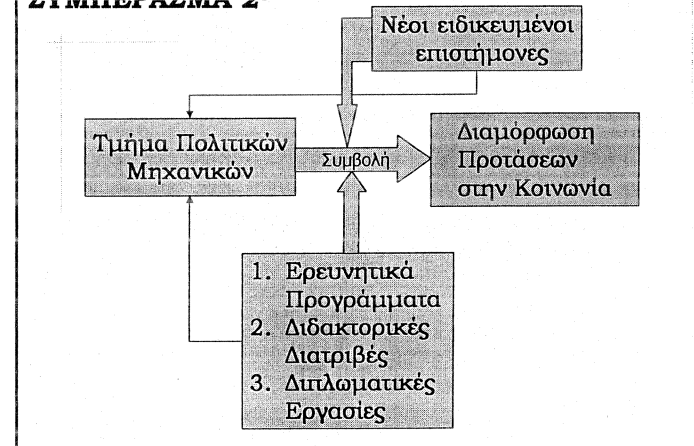 ΣΥΜΠΕΡΑΣΜΑ 2
Νέοι ειδικευμένοι
επιστήμονες
Τμήμα Πολιτικών
Μηχανικών
Συμβολή
Διαμόρφωση
Προτάσεων
στην Κοινωνία
1. Ερευνητικά
Προγράμματα
2. Διδακτορικές
Διατριβές
3. Διπλωματικές
Εργασίες